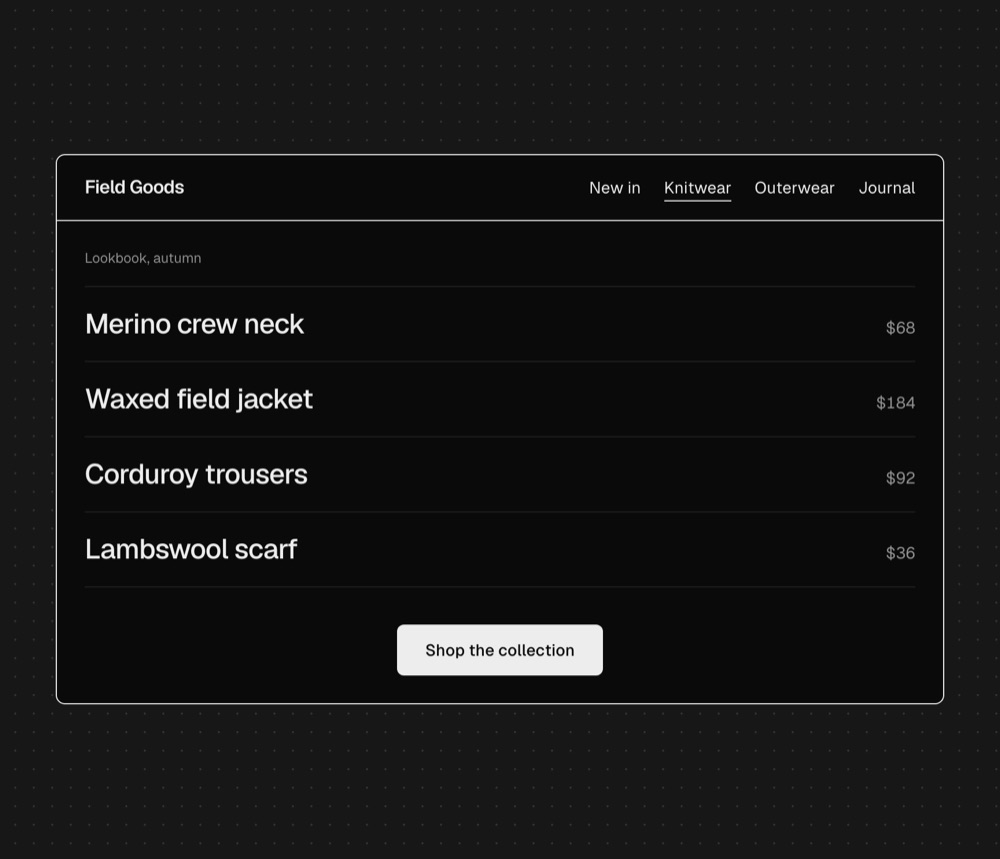 Field Goods
New in Knitwear Outerwear Journal
Lookbook, autumn
Merino crew neck $68
Waxed field jacket $184
Corduroy trousers $92
Lambswool scarf $36
Shop the collection